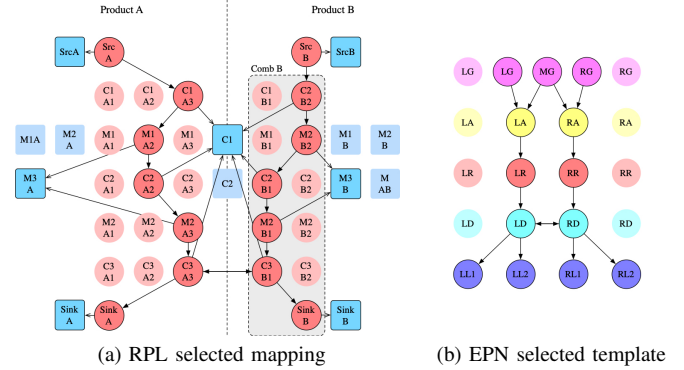 Product A Product B
SrcA Src A Src B SrcB
Comb B
LG LG MG RG RG
C1 A1 C1 A2 C1 A3 C1 B1 C2 B2
LA LA RA RA
M1A M2 A M1 A1 M1 A2 M1 A3 C1 M1 B1 M2 B2 M1 B M2 B
M3 A C2 A1 C2 A2 C2 A3 C2 C2 B1 C2 B2 M3 B M AB
LR LR RR RR
M2 A1 M2 A2 M2 A3 M2 B1 M2 B2
LD LD RD RD
C3 A1 C3 A2 C3 A3 C3 B1 C3 B2
LL1 LL2 RL1 RL2
Sink A Sink A Sink B Sink B
(a) RPL selected mapping (b) EPN selected template